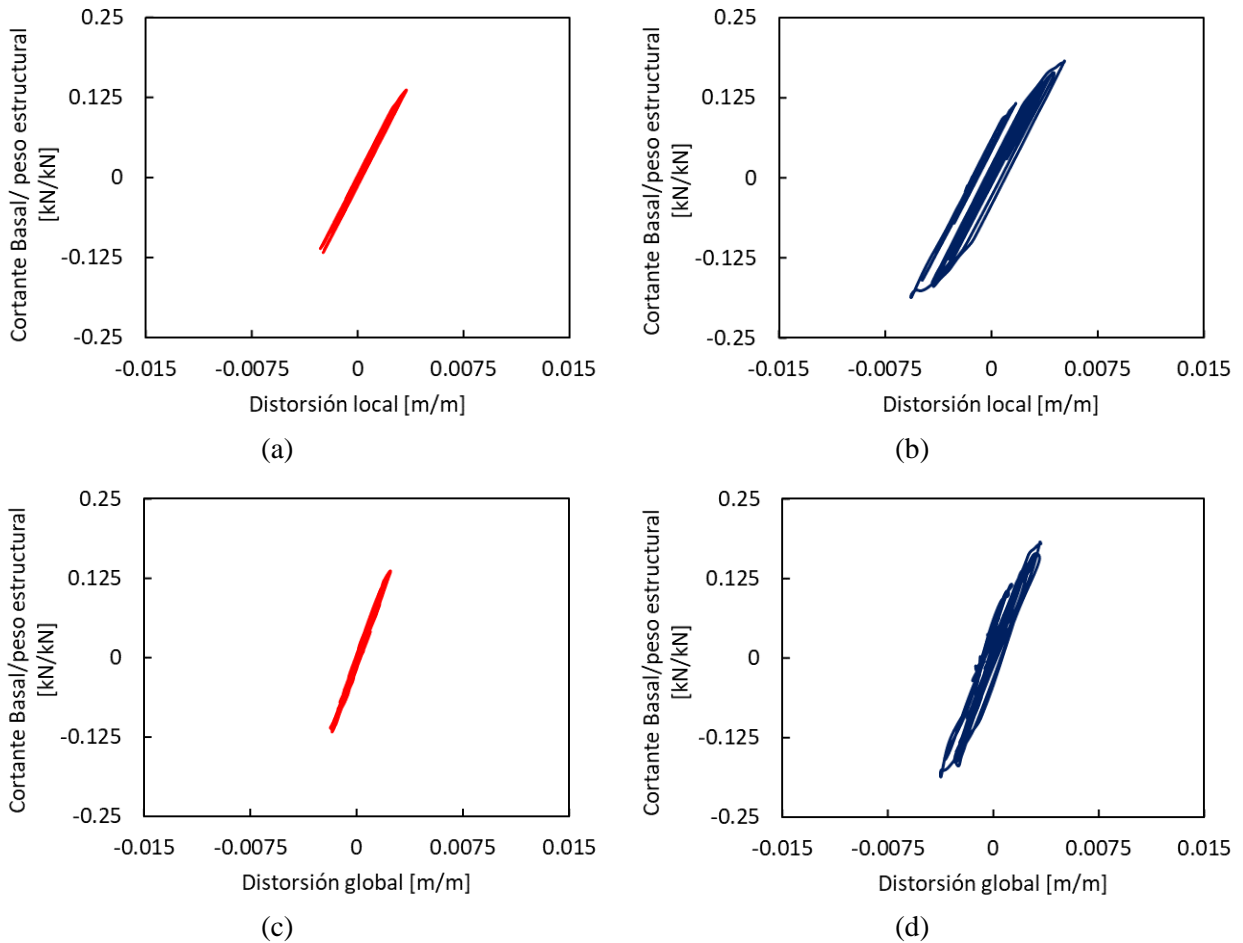 Cortante Basal/ peso estructural
[kN/kN]
0.25
0.125
0
-0.125
-0.25
-0.015
-0.0075
0
0.0075
0.015
Distorsión local [m/m]
(a)
Cortante Basal/peso estructural
[kN/kN]
0.25
0.125
0
-0.125
-0.25
-0.015
-0.0075
0
0.0075
0.015
Distorsión local [m/m]
(b)
Cortante Basal/peso estructural
[kN/kN]
0.25
0.125
0
-0.125
-0.25
-0.015
-0.0075
0
0.0075
0.015
Distorsión global [m/m]
(c)
Cortante Basal/peso estructural
[kN/kN]
0.25
0.125
0
-0.125
-0.25
-0.015
-0.0075
0
0.0075
0.015
Distorsión global [m/m]
(d)